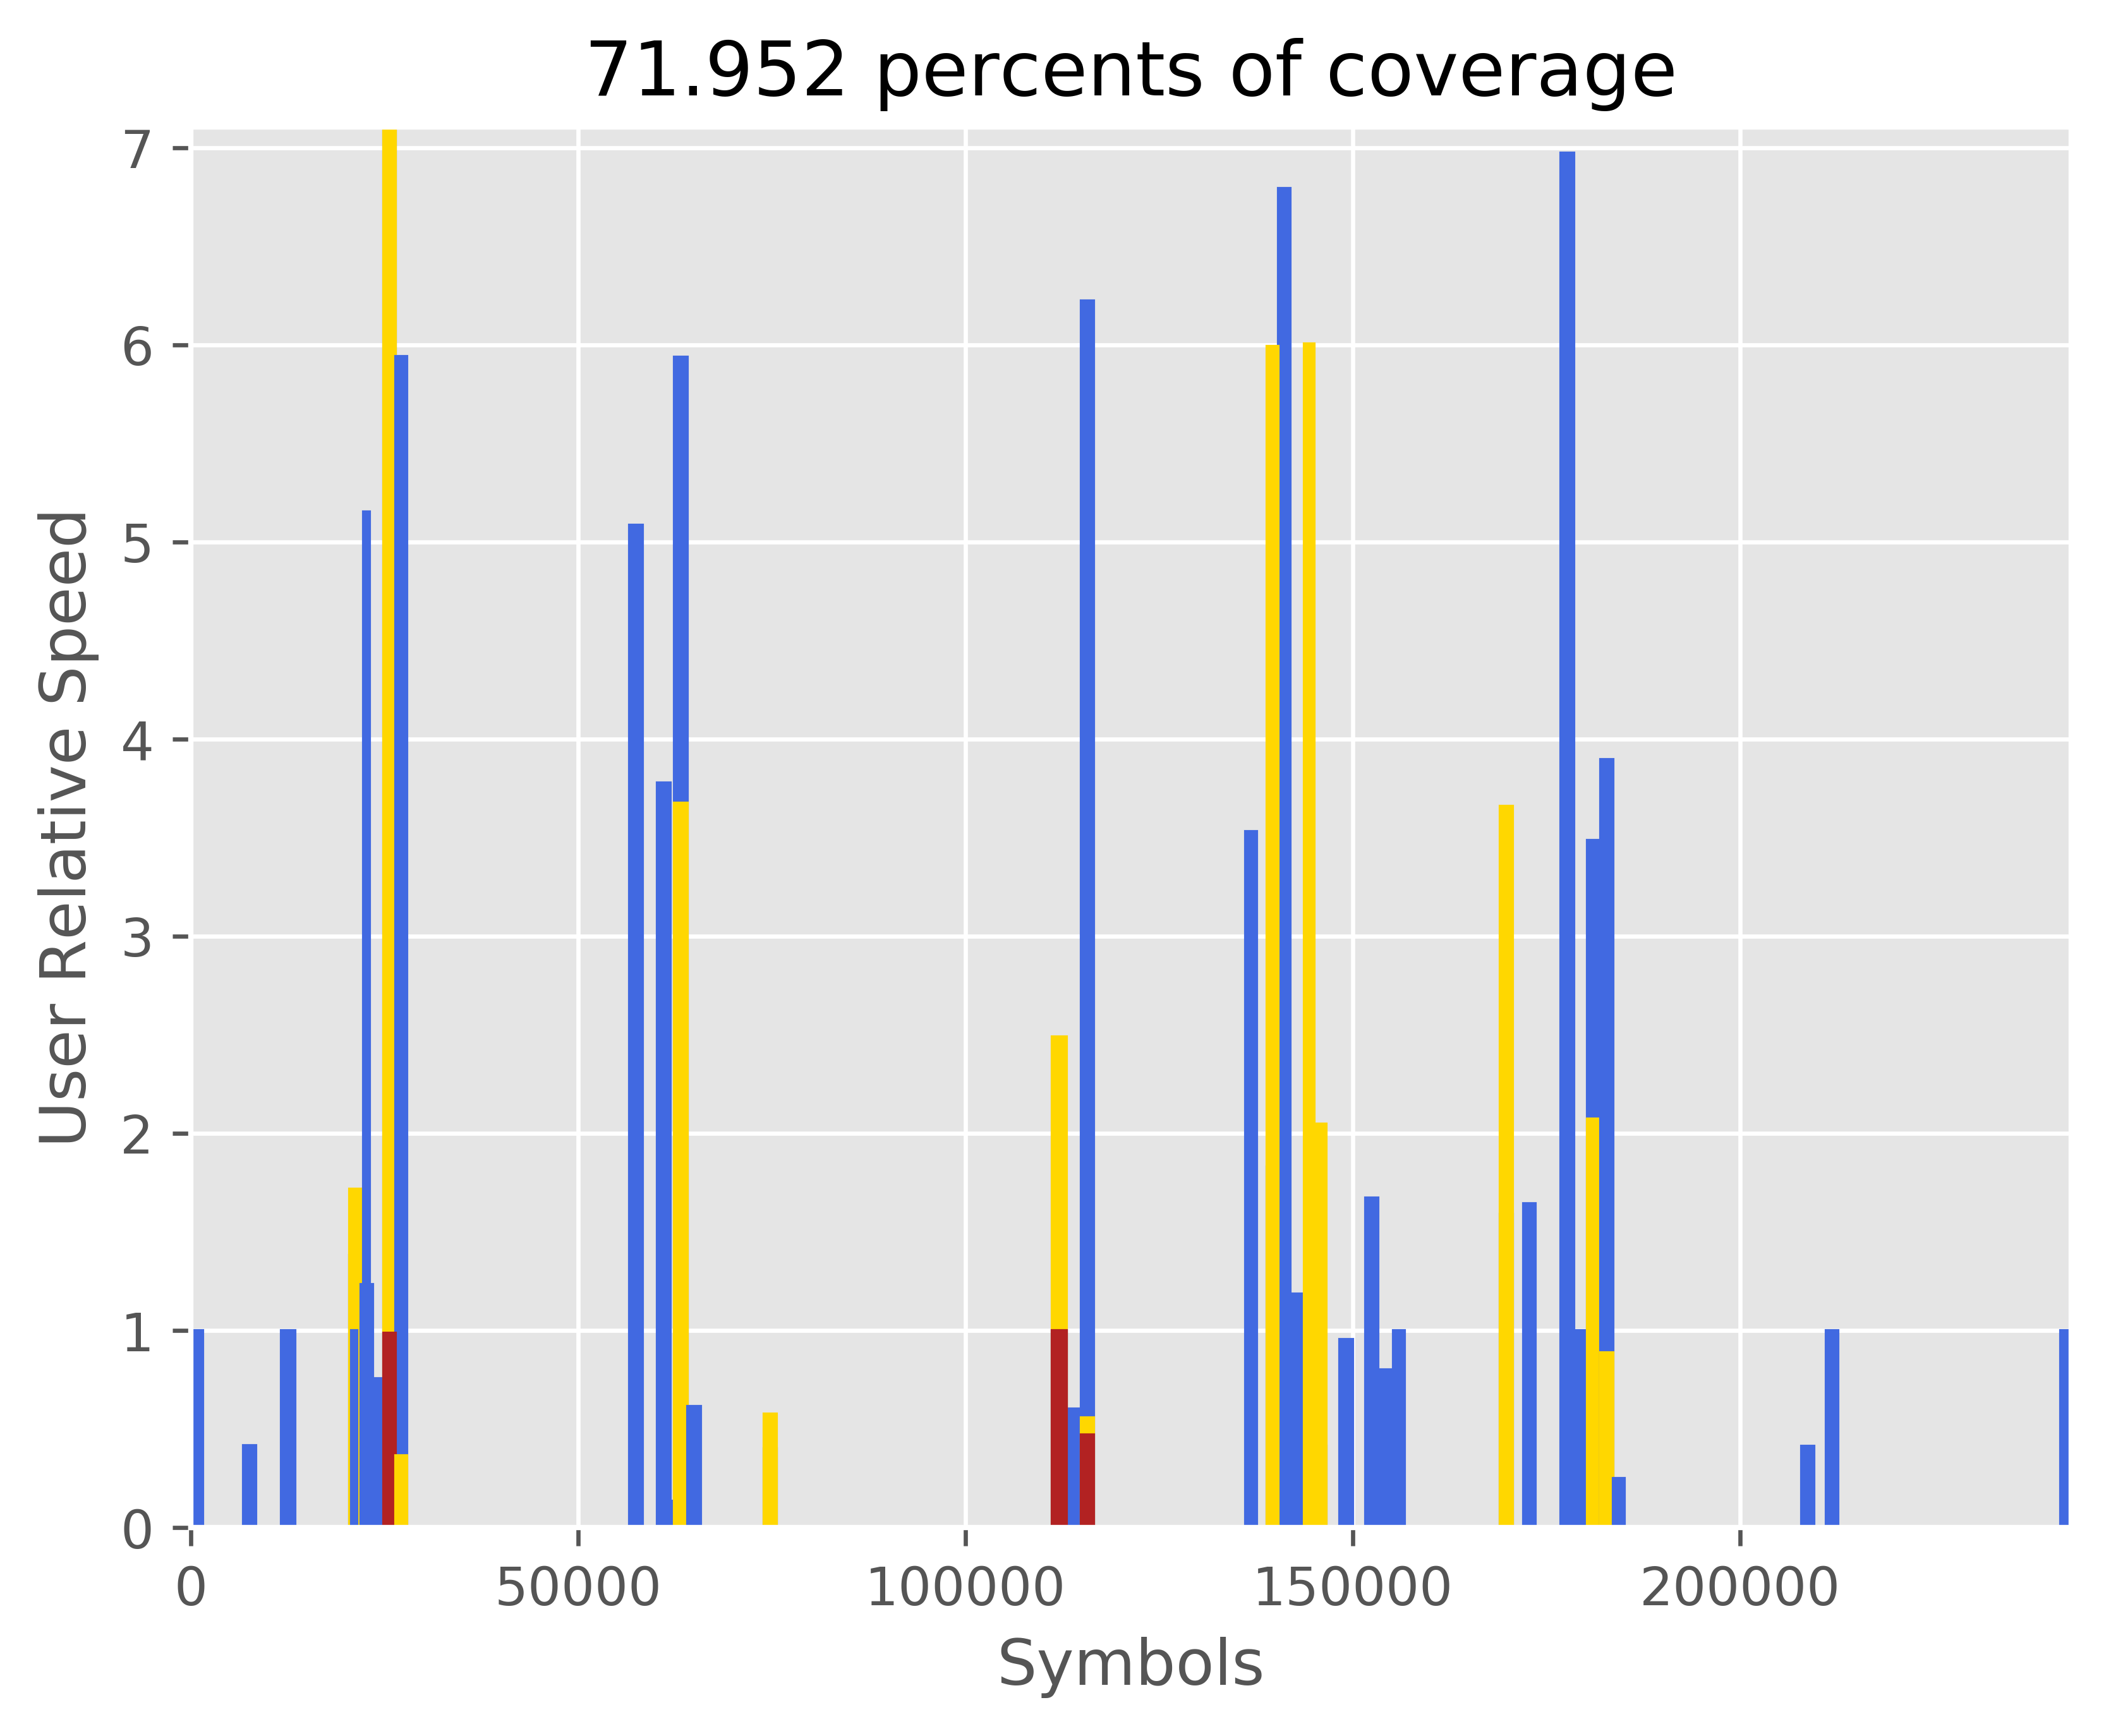 71.952 percents of coverage
7
6
5
4
3
2
1
0
User Relative Speed
0 50000 100000 150000 200000
Symbols